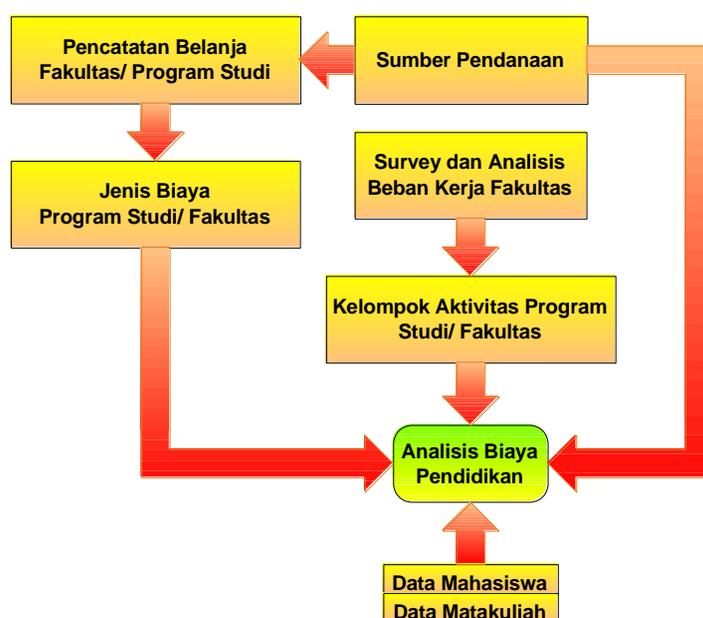 Pencatatan Belanja
Fakultas/ Program Studi
Sumber Pendanaan
Jenis Biaya
Program Studi/ Fakultas
Survey dan Analisis
Beban Kerja Fakultas
Kelompok Aktivitas Program
Studi/ Fakultas
Analisis Biaya
Pendidikan
Data Mahasiswa
Data Matakuliah